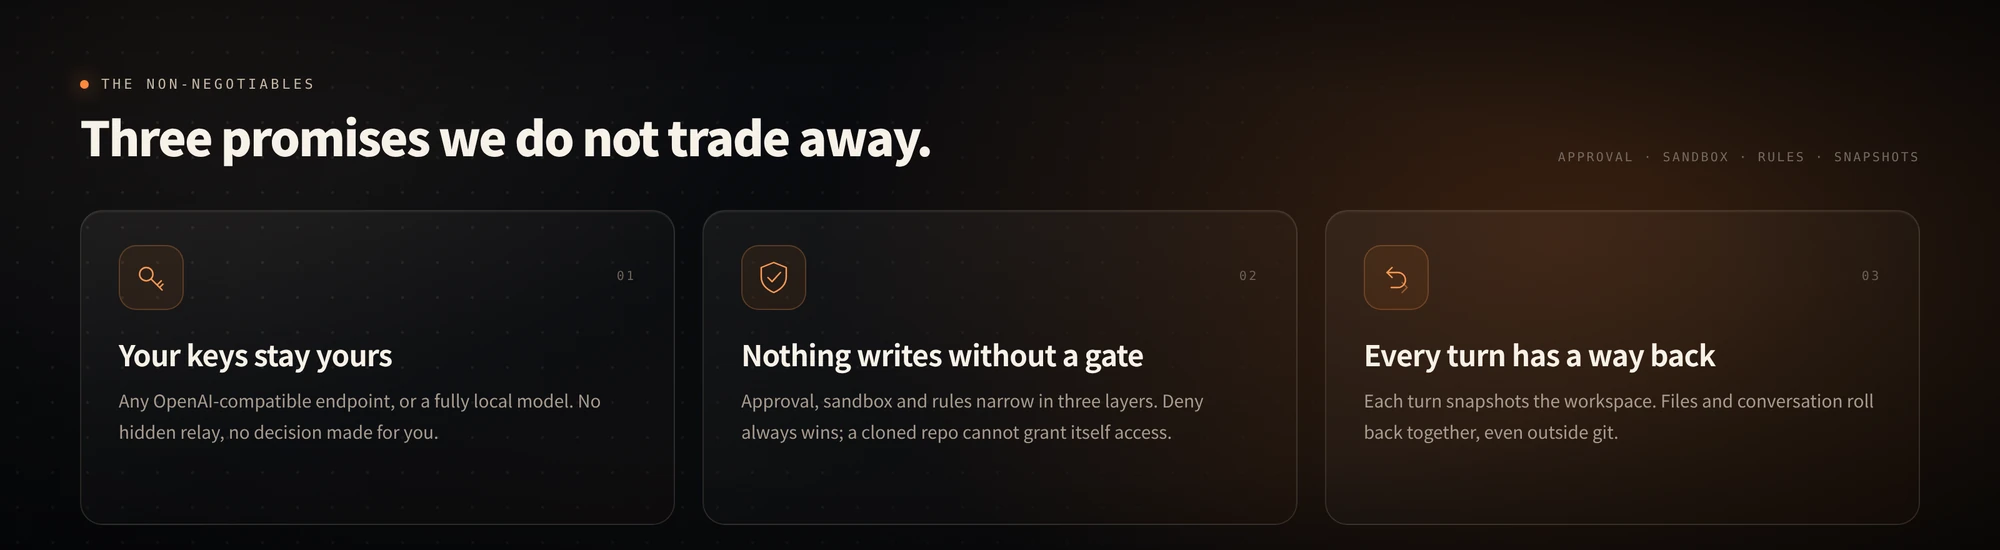 THE NON-NEGOTIABLES
Three promises we do not trade away.
APPROVAL · SANDBOX · RULES · SNAPSHOTS
01
Your keys stay yours
Any OpenAI-compatible endpoint, or a fully local model. No
hidden relay, no decision made for you.
02
Nothing writes without a gate
Approval, sandbox and rules narrow in three layers. Deny
always wins; a cloned repo cannot grant itself access.
03
Every turn has a way back
Each turn snapshots the workspace. Files and conversation roll
back together, even outside git.